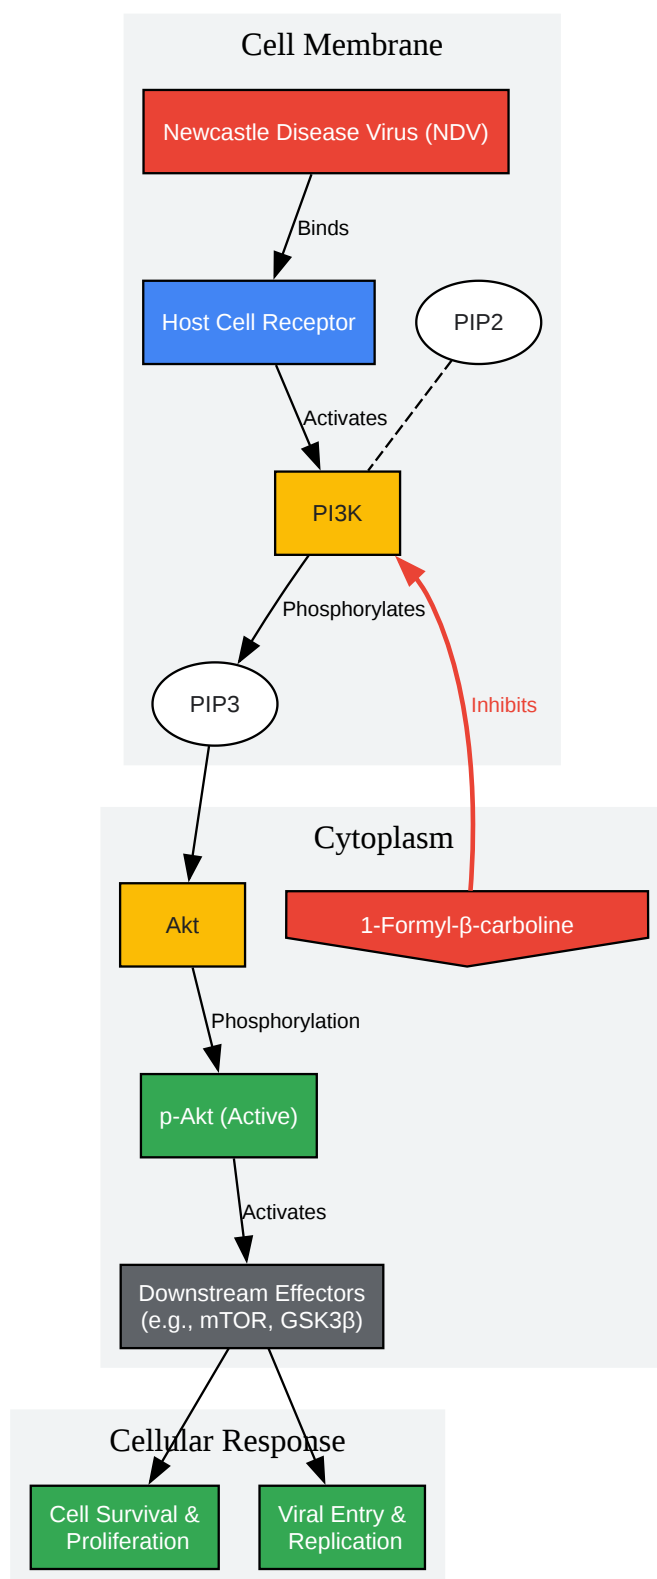 Cell Membrane
Newcastle Disease Virus (NDV)
Binds
Host Cell Receptor
PIP2
Activates
PI3K
Phosphorylates
PIP3
Inhibits
Cytoplasm
Akt
1-Formyl-β-carboline
Phosphorylation
p-Akt (Active)
Activates
Downstream Effectors
(e.g., mTOR, GSK3β)
Cellular Response
Cell Survival &
Proliferation
Viral Entry &
Replication